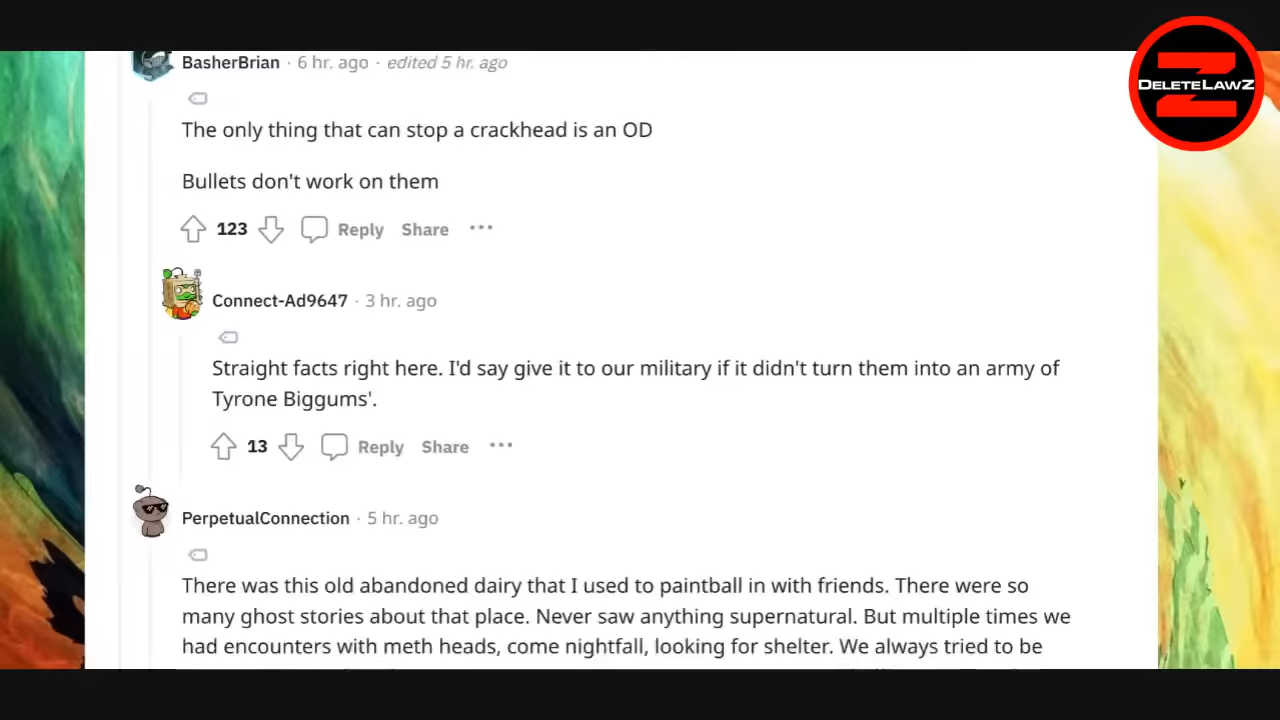 BasherBrian · 6 hr. ago · edited 5 hr. ago
DELETELAWZ
The only thing that can stop a crackhead is an OD
Bullets don't work on them
123 Reply Share ···
Connect-Ad9647 · 3 hr. ago
Straight facts right here. I'd say give it to our military if it didn't turn them into an army of
Tyrone Biggums'.
13 Reply Share ···
PerpetualConnection · 5 hr. ago
There was this old abandoned dairy that I used to paintball in with friends. There were so
many ghost stories about that place. Never saw anything supernatural. But multiple times we
had encounters with meth heads, come nightfall, looking for shelter. We always tried to be